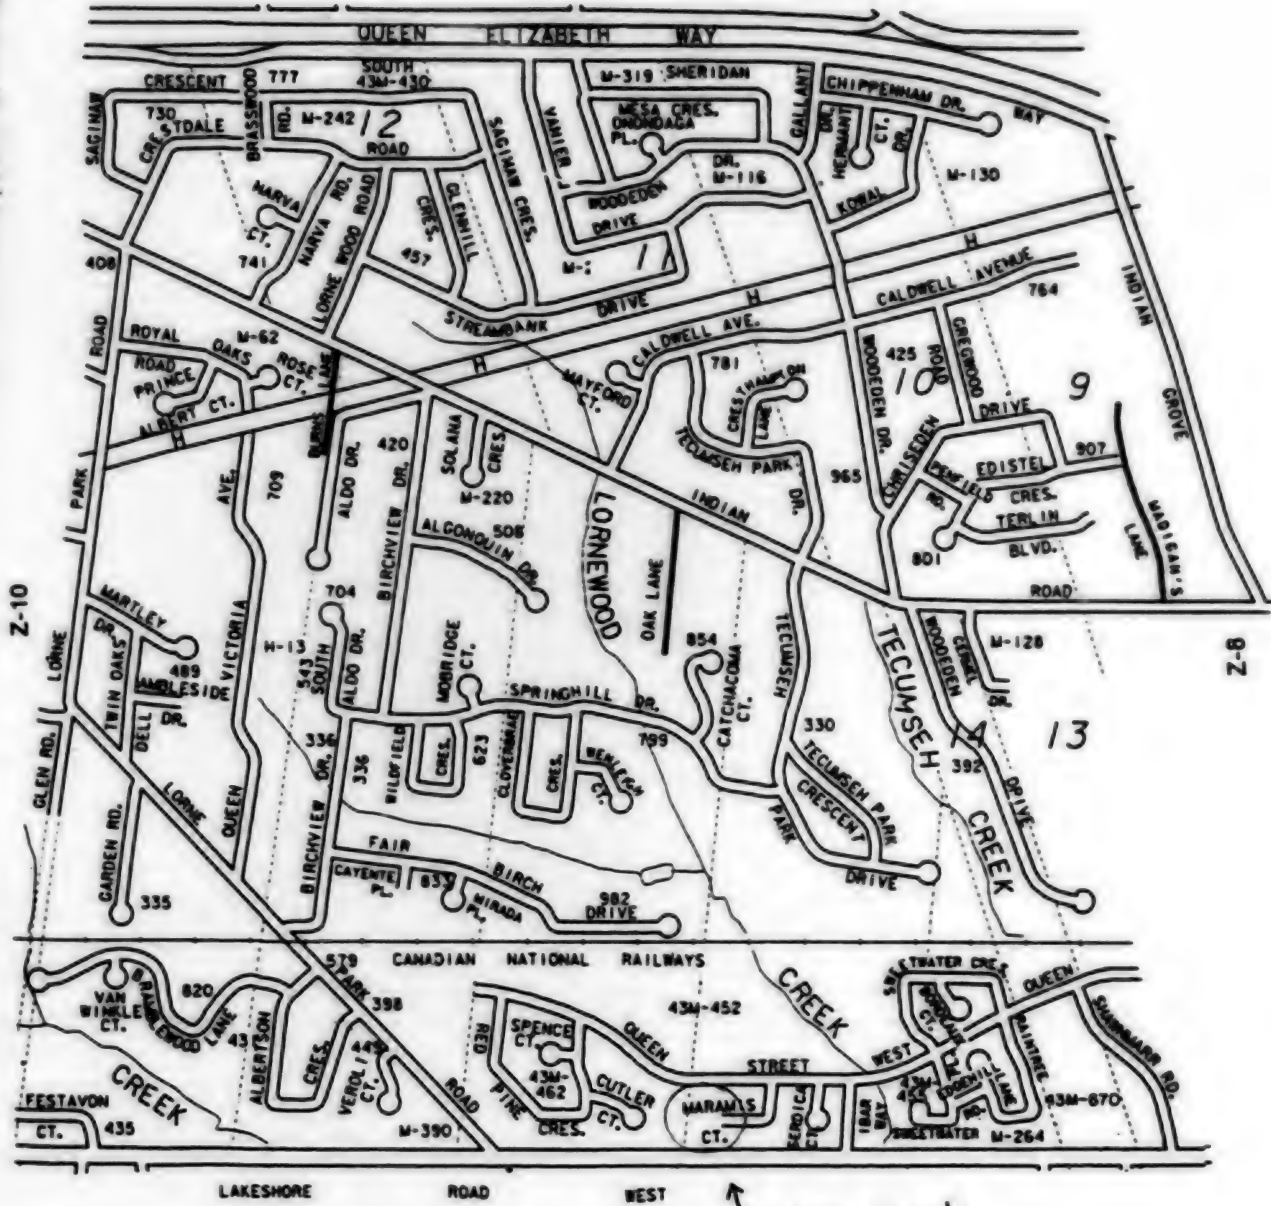 QUEEN ELIZABETH WAY
CRESCENT
777
SOUTH
43M-430
M-319 SHERIDAN
WAY
GALLANT
DR.
CHIPPENHAM DR.
SAGINAW
730
CRESTDALE
ROAD
BRASSWOOD
RD.
M-242
12
SAGINAW CRES.
VANIER
MESA CRES.
ONONDAGA
PL.
HERMANT
CT.
DR.
KOWAL
M-130
WOODEDEN
DR.
M-116
DRIVE
NARVA
CT.
NARVA
RD.
741
LORNE WOOD ROAD
GLENHILL
CRES.
457
11
H
408
STREAMBANK
DRIVE
H
CALDWELL AVENUE
764
INDIAN
GROVE
ROYAL
OAKS
ROAD
M-62
ROSE
CT.
PRINCE
ALBERT CT.
H
BURNS
LANE
H
CALDWELL AVE.
MAYFORD
CT.
781
CRESTHAMPTON
LANE
TECUMSEH PARK
DR.
WOODEDEN DR.
425
10
GREGWOOD
ROAD
9
DRIVE
CHRISEDEN
907
EDISTEL
CRES.
PENFIELD
RD.
TERLIN
BLVD.
801
965
MADIGAN'S
LANE
PARK
ROAD
AVE.
709
ALDO DR.
420
BIRCHVIEW DR.
SOLANA
CRES.
M-220
ALGONQUIN DR.
508
LORNEWOOD
INDIAN
ROAD
OAK LANE
Z-10
Z-8
MARTLEY
DR.
704
LORNE
TWIN OAKS
DELL
489
AMBLESIDE
DR.
VICTORIA
H-13
543
SOUTH
ALDO DR.
MOBRIDGE
CT.
SPRINGHILL
DR.
854
CATCHACOMA
CT.
TECUMSEH
TECUMSEH
WOODEDEN
M-128
DR.
GLEN RD.
336
DR.
336
WILDFIELD
CRES.
623
CLOVERBRAE
CRES.
WENLEIGH
CT.
799
330
TECUMSEH PARK
CRESCENT
14
392
13
DRIVE
CREEK
LORNE
QUEEN
BIRCHVIEW
GARDEN RD.
335
FAIR
BIRCH
CAYENTE
PL.
833
MIRADA
PL.
982
DRIVE
PARK
DRIVE
579
CANADIAN NATIONAL RAILWAYS
PARK
398
43M-452
CREEK
SWEETWATER CRES.
QUEEN
VAN
WINKLE
CT.
BRAMBLEWOOD
LANE
820
ALBERTSON
CRES.
VEROLI
CT.
RED
PINE
CRES.
SPENCE
CT.
43M-
462
CUTLER
CT.
QUEEN
STREET
WEST
RAINTREE
LANE
SHAWNMARR RD.
EDGEHILL
RD.
CREEK
FESTAVON
CT.
435
M-390
ROAD
MARAMIS
CT.
CT.
IBAR
WAY
SWEETWATER
M-264
43M-670
LAKESHORE ROAD WEST